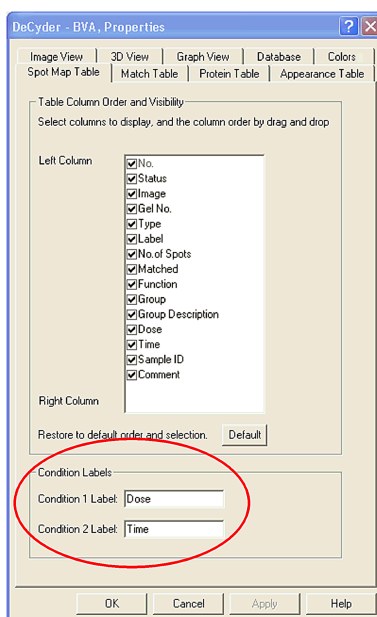 DeCyder - BVA, Properties
Image View 3D View Graph View Database Colors
Spot Map Table Match Table Protein Table Appearance Table
Table Column Order and Visibility
Select columns to display, and the column order by drag and drop
Left Column
No.
Status
Image
Gel No.
Type
Label
No.of Spots
Matched
Function
Group
Group Description
Dose
Time
Sample ID
Comment
Right Column
Restore to default order and selection. Default
Condition Labels
Condition 1 Label: Dose
Condition 2 Label: Time
OK Cancel Apply Help